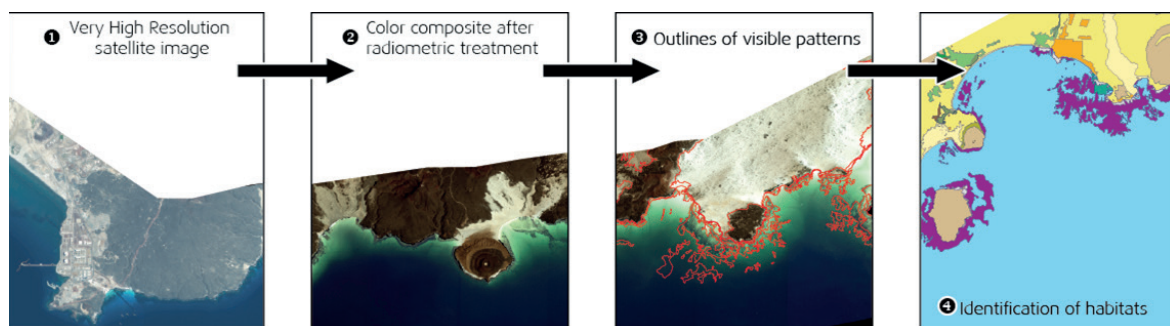 ❶ Very High Resolution
satellite image
❷ Color composite after
radiometric treatment
❸ Outlines of visible patterns
❹ Identification of habitats